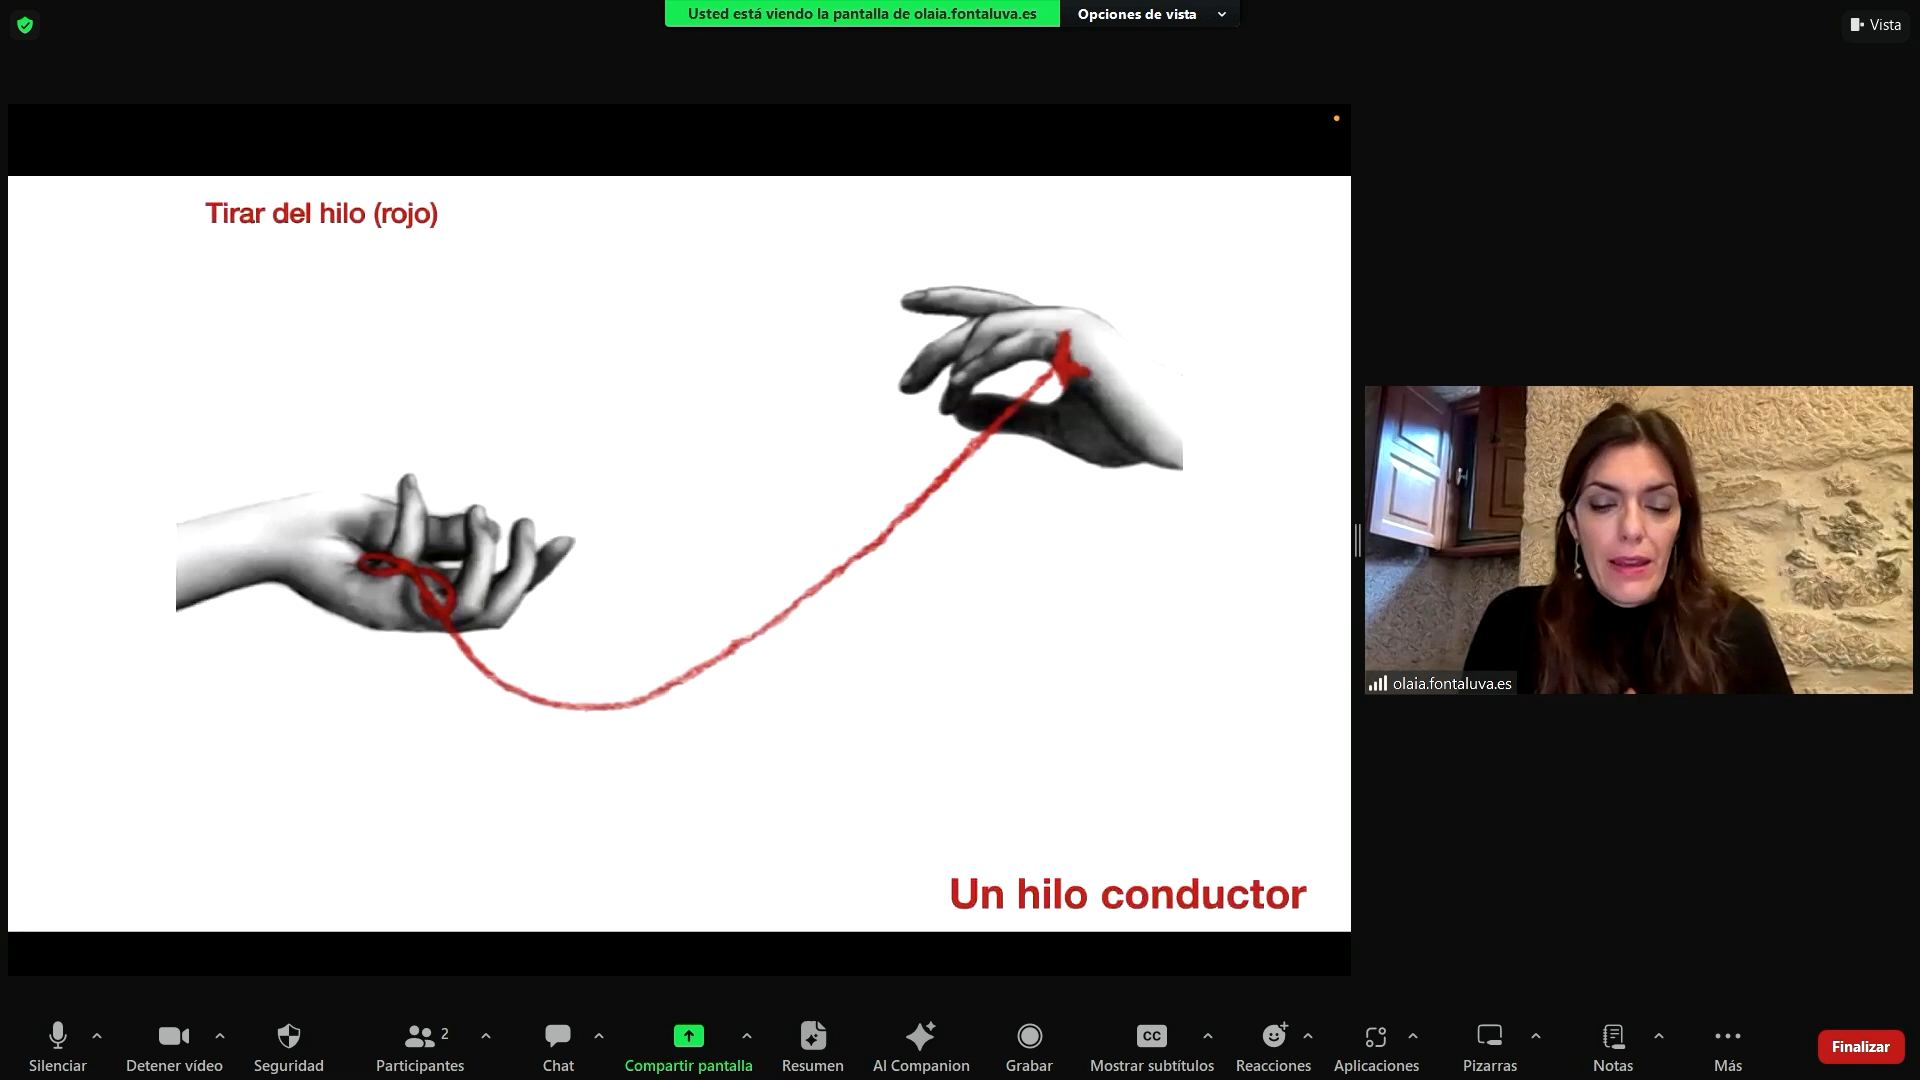 Usted está viendo la pantalla de olaia.fontaluva.es
Opciones de vista
Vista
Tirar del hilo (rojo)
Un hilo conductor
olaia.fontaluva.es
Silenciar
Detener vídeo
Seguridad
2
Participantes
Chat
Compartir pantalla
Resumen
AI Companion
Grabar
CC
Mostrar subtítulos
Reacciones
Aplicaciones
Pizarras
Notas
Más
Finalizar